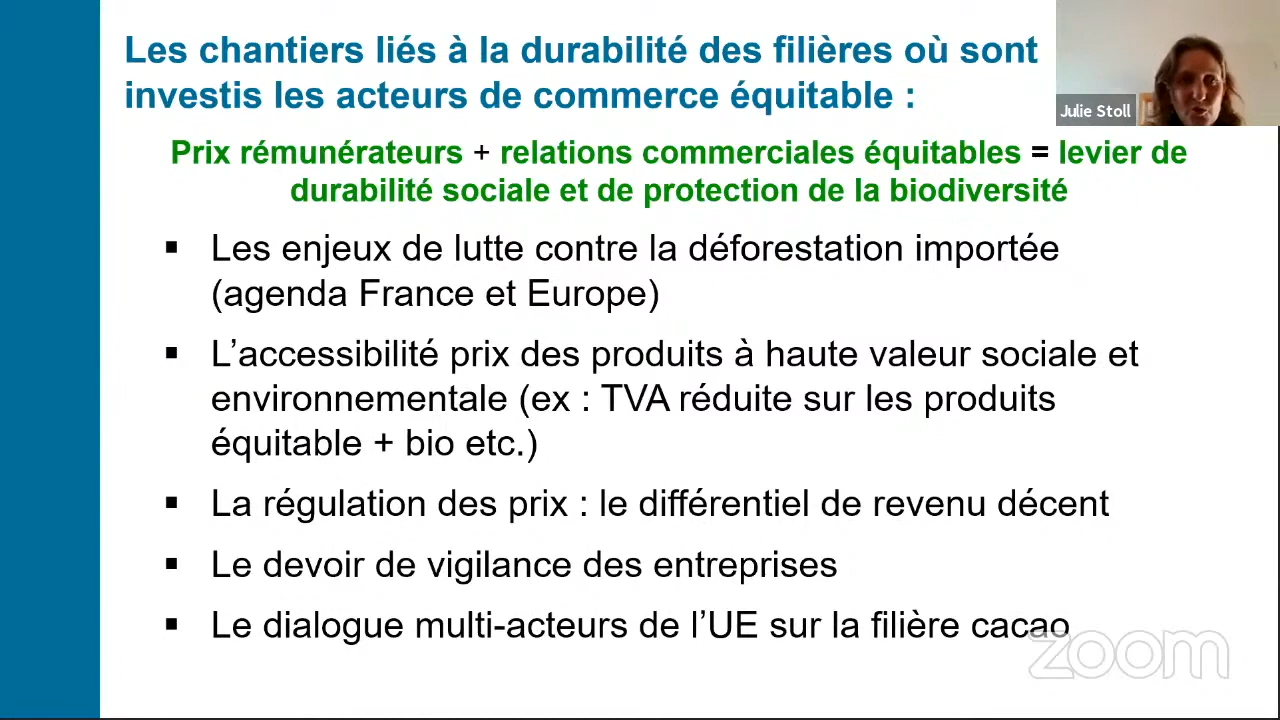 Les chantiers liés à la durabilité des filières où sont
investis les acteurs de commerce équitable :
Julie Stoll
Prix rémunérateurs + relations commerciales équitables = levier de
durabilité sociale et de protection de la biodiversité
▪ Les enjeux de lutte contre la déforestation importée
(agenda France et Europe)
▪ L’accessibilité prix des produits à haute valeur sociale et
environnementale (ex : TVA réduite sur les produits
équitable + bio etc.)
▪ La régulation des prix : le différentiel de revenu décent
▪ Le devoir de vigilance des entreprises
▪ Le dialogue multi-acteurs de l’UE sur la filière cacao
zoom